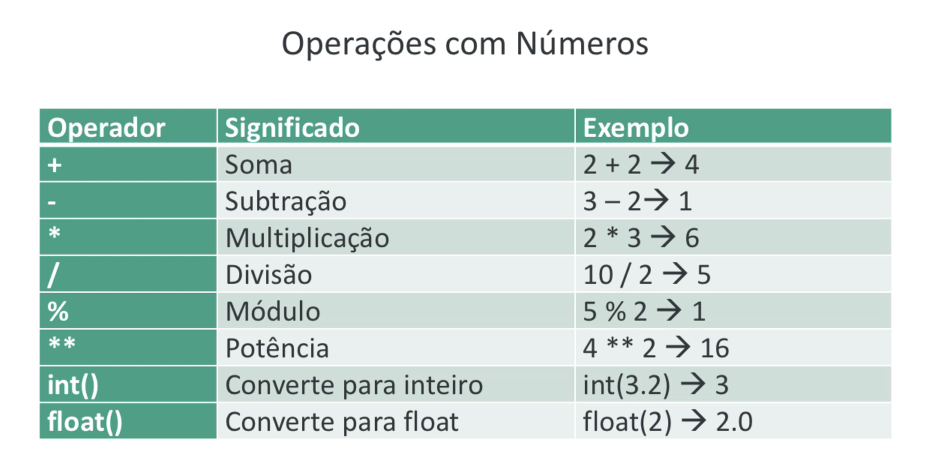 Operações com Números
Operador Significado Exemplo
+ Soma 2 + 2 → 4
- Subtração 3 – 2→ 1
* Multiplicação 2 * 3 → 6
/ Divisão 10 / 2 → 5
% Módulo 5 % 2 → 1
** Potência 4 ** 2 → 16
int() Converte para inteiro int(3.2) → 3
float() Converte para float float(2) → 2.0